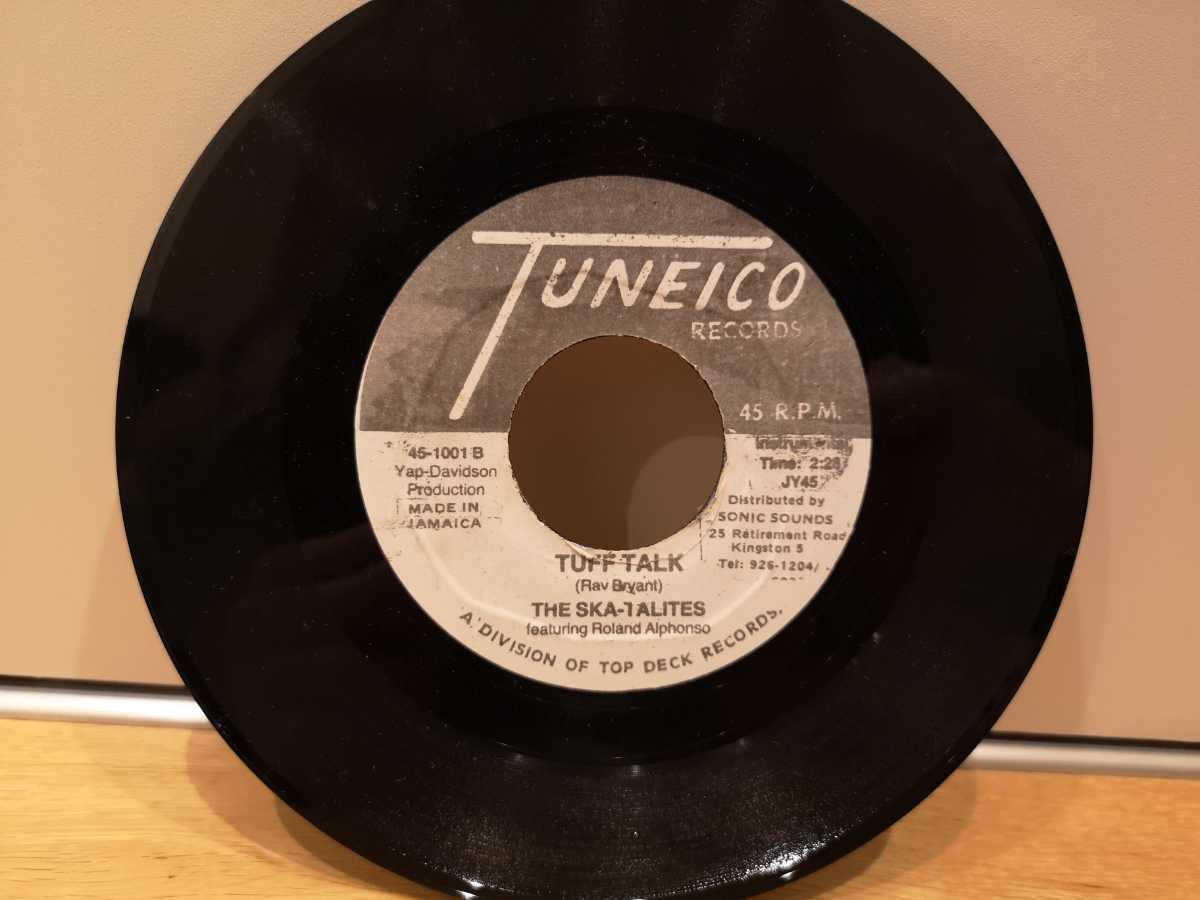 TUNEICO
RECORDS
45 R.P.M.
45-1001 B
Yap-Davidson
Production
MADE IN
JAMAICA
Instrumental
Time: 2:28
JY45
Distributed by
SONIC SOUNDS
25 Retirement Road
Kingston 5
Tel: 926-1204/
TUFF TALK
(Ray Bryant)
THE SKA-TALITES
featuring Roland Alphonso
A DIVISION OF TOP DECK RECORDS.